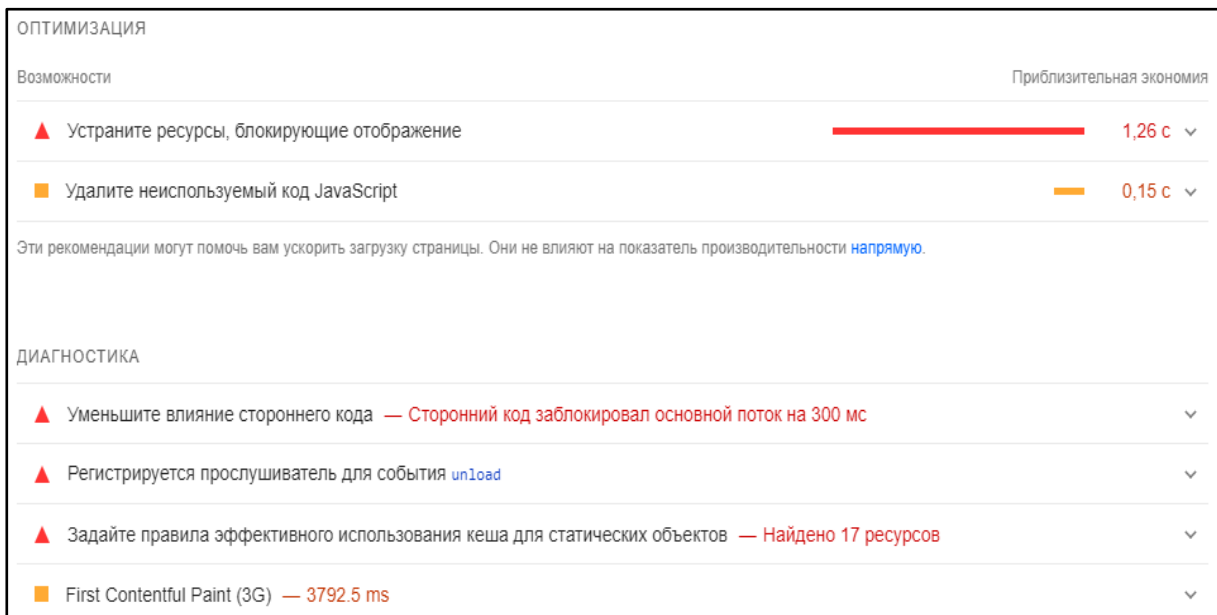 ОПТИМИЗАЦИЯ
Возможности Приблизительная экономия
Устраните ресурсы, блокирующие отображение 1,26 с
Удалите неиспользуемый код JavaScript 0,15 с
Эти рекомендации могут помочь вам ускорить загрузку страницы. Они не влияют на показатель производительности напрямую.
ДИАГНОСТИКА
Уменьшите влияние стороннего кода — Сторонний код заблокировал основной поток на 300 мс
Регистрируется прослушиватель для события unload
Задайте правила эффективного использования кеша для статических объектов — Найдено 17 ресурсов
First Contentful Paint (3G) — 3792.5 ms